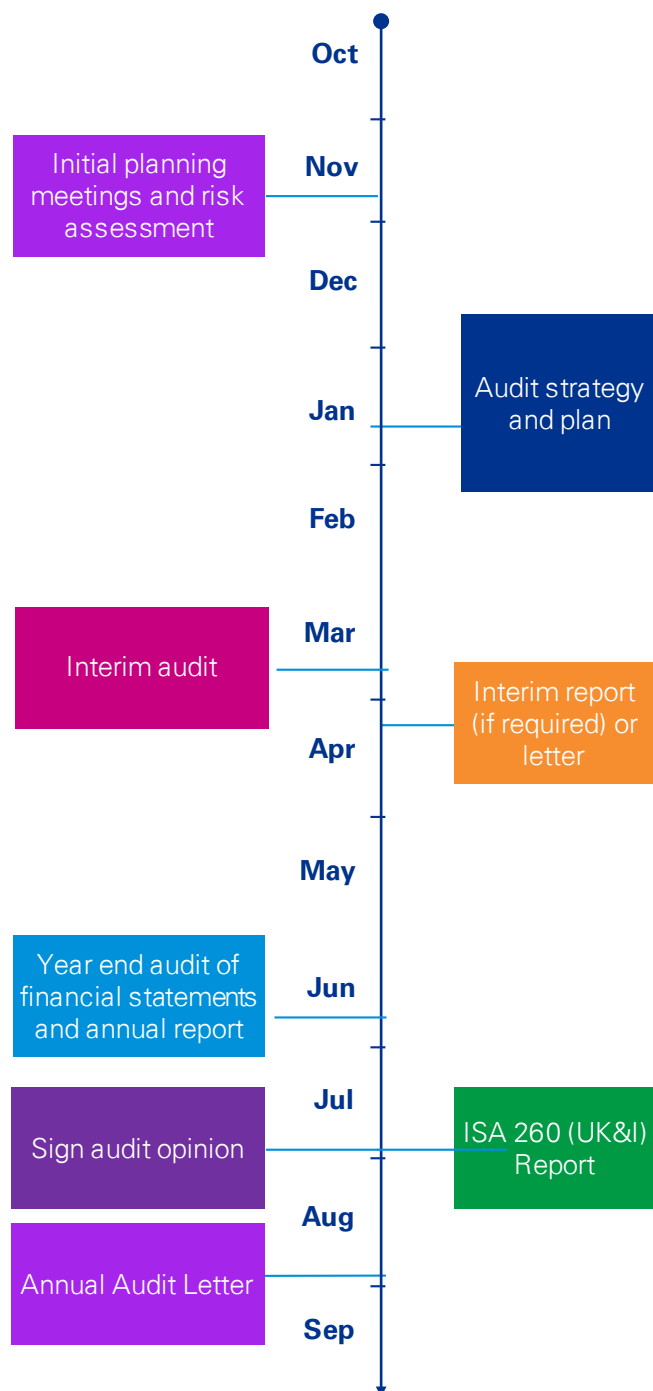 Oct
Initial planning
meetings and risk
assessment
Nov
Dec
Audit strategy
and plan
Jan
Feb
Interim audit
Mar
Interim report
(if required) or
letter
Apr
May
Year end audit of
financial statements
and annual report
Jun
Jul
Sign audit opinion
ISA 260 (UK&I)
Report
Aug
Annual Audit Letter
Sep